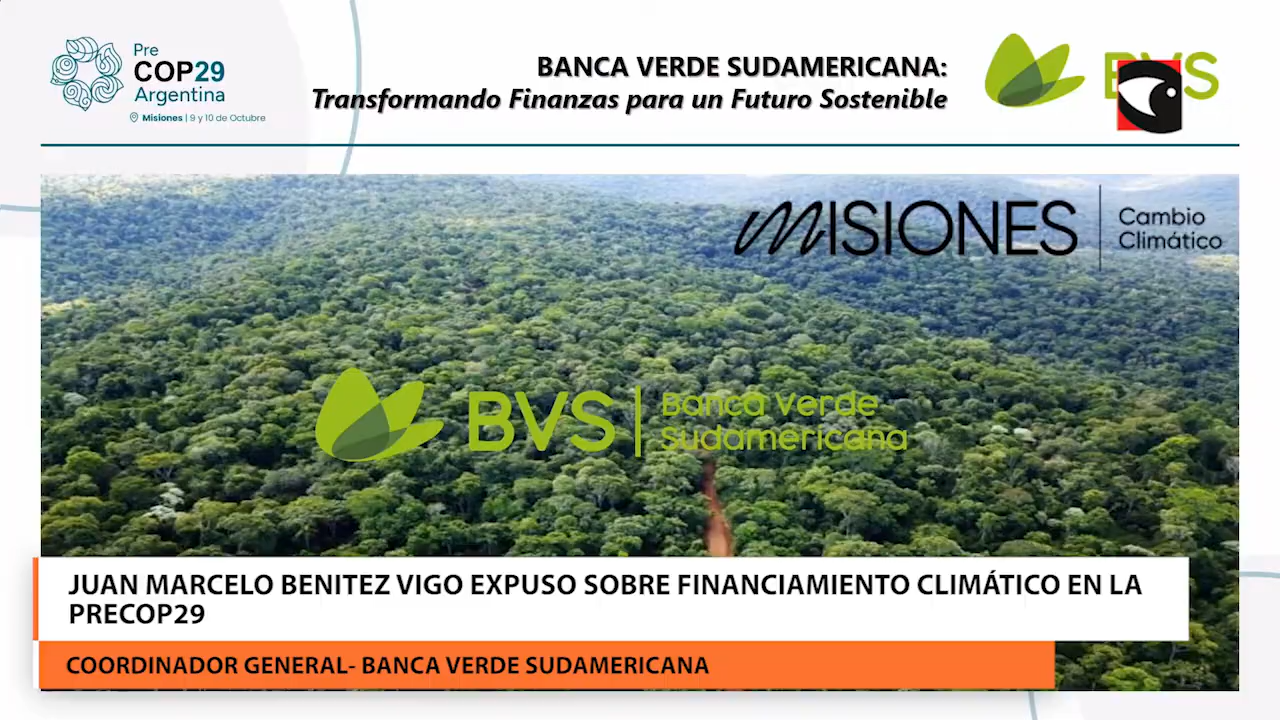 Pre
COP29
Argentina
Misiones | 9 y 10 de Octubre
BANCA VERDE SUDAMERICANA:
Transformando Finanzas para un Futuro Sostenible
BVS
MISIONES
Cambio
Climático
BVS
Banca Verde
Sudamericana
JUAN MARCELO BENITEZ VIGO EXPUSO SOBRE FINANCIAMIENTO CLIMÁTICO EN LA
PRECOP29
COORDINADOR GENERAL- BANCA VERDE SUDAMERICANA